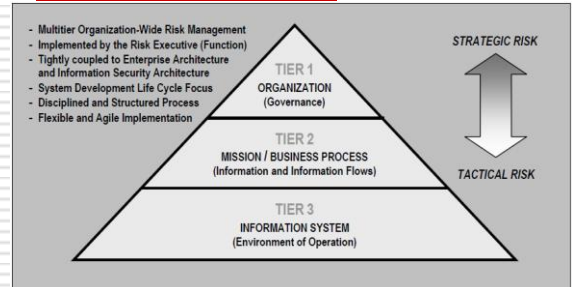 - Multitier Organization-Wide Risk Management
- Implemented by the Risk Executive (Function)
- Tightly coupled to Enterprise Architecture
and Information Security Architecture
- System Development Life Cycle Focus
- Disciplined and Structured Process
- Flexible and Agile Implementation
STRATEGIC RISK
TIER 1
ORGANIZATION
(Governance)
TIER 2
MISSION / BUSINESS PROCESS
(Information and Information Flows)
TACTICAL RISK
TIER 3
INFORMATION SYSTEM
(Environment of Operation)